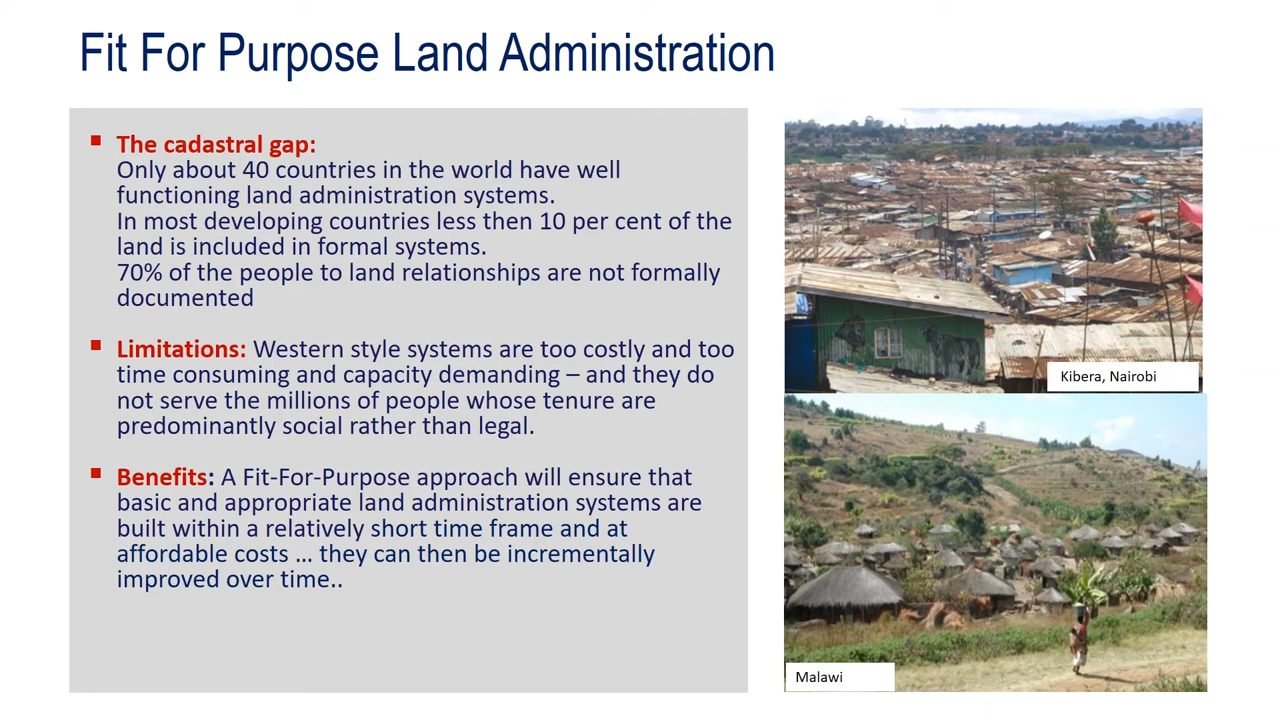 Fit For Purpose Land Administration
▪ The cadastral gap:
Only about 40 countries in the world have well
functioning land administration systems.
In most developing countries less then 10 per cent of the
land is included in formal systems.
70% of the people to land relationships are not formally
documented
▪ Limitations: Western style systems are too costly and too
time consuming and capacity demanding – and they do
not serve the millions of people whose tenure are
predominantly social rather than legal.
▪ Benefits: A Fit-For-Purpose approach will ensure that
basic and appropriate land administration systems are
built within a relatively short time frame and at
affordable costs … they can then be incrementally
improved over time..
Kibera, Nairobi
Malawi